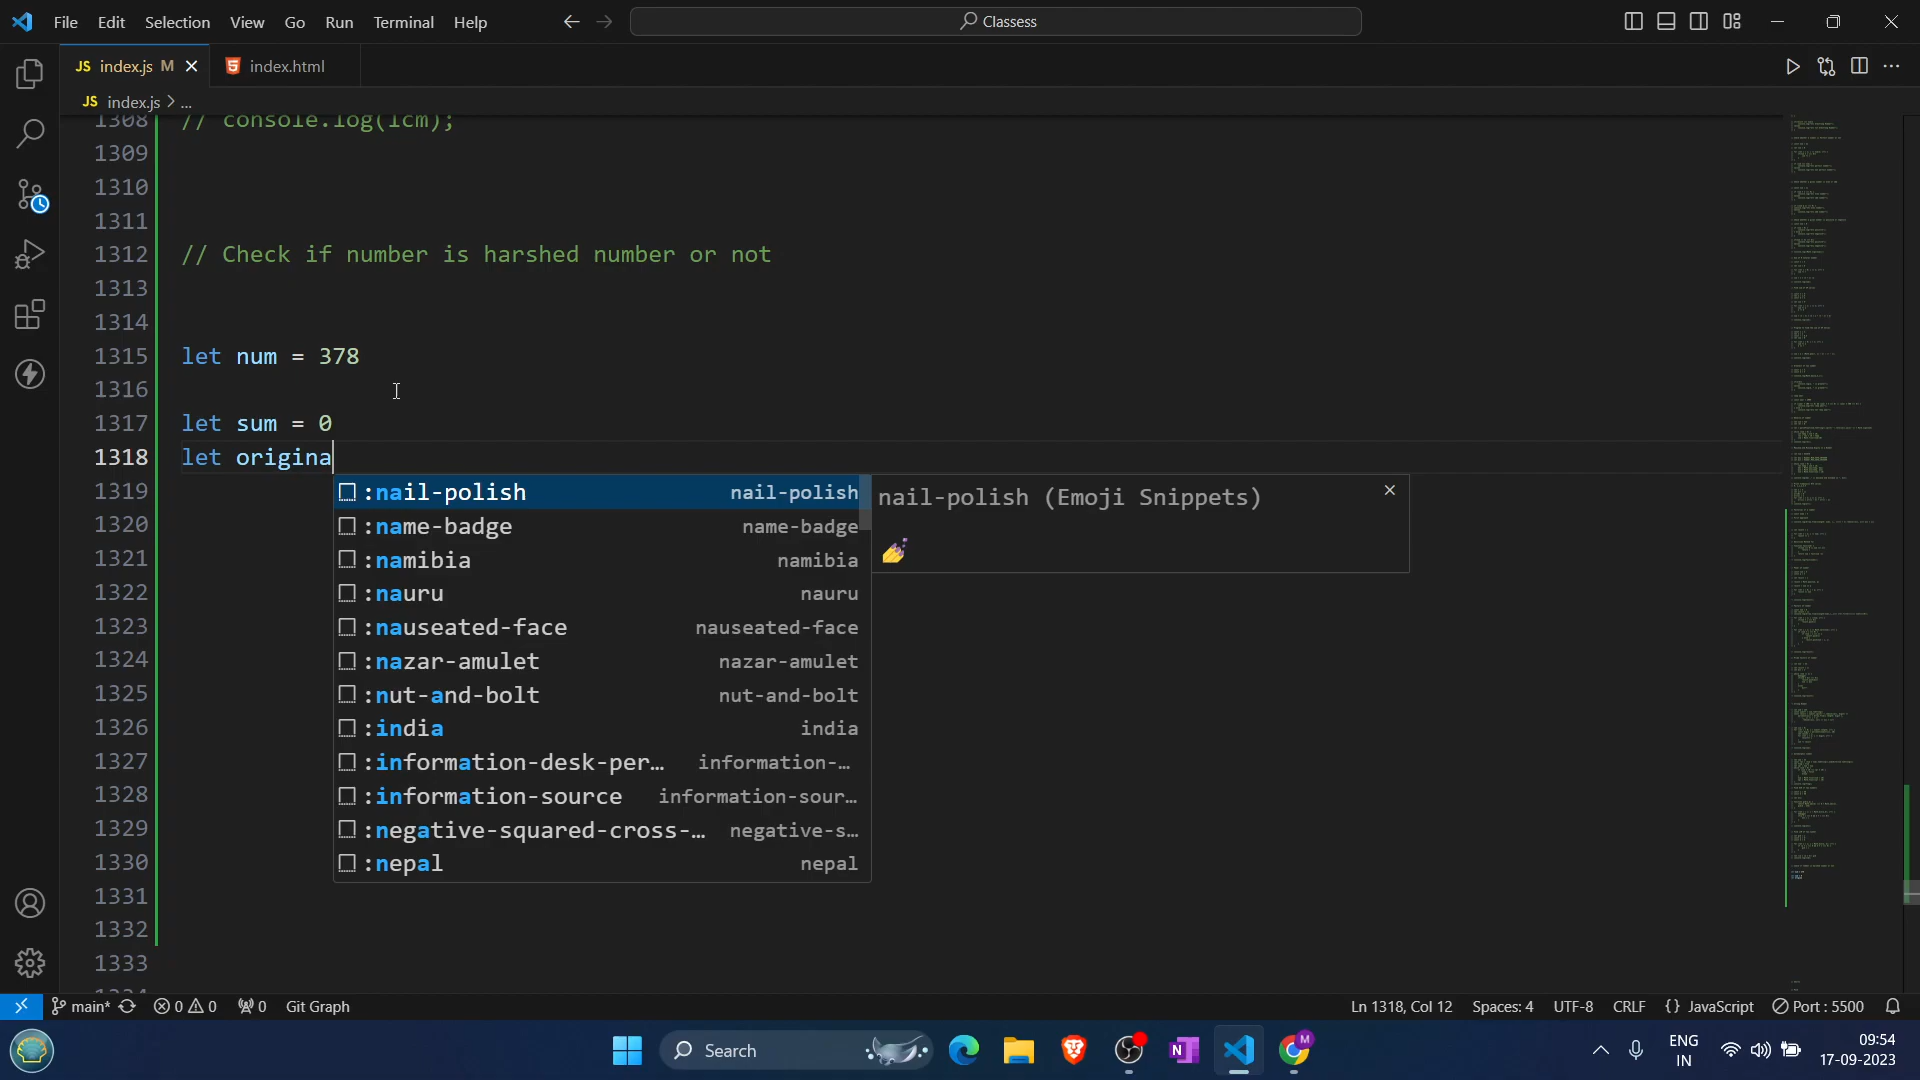 File Edit Selection View Go Run Terminal Help
Classess
JS index.js M
index.html
JS index.js > ...
1308 // console.log(lcm);
1309
1310
1311
1312 // Check if number is harshed number or not
1313
1314
1315 let num = 378
1316
1317 let sum = 0
1318 let origina
1319 :nail-polish nail-polish nail-polish (Emoji Snippets)
1320 :name-badge name-badge
1321 :namibia namibia
1322 :nauru nauru
1323 :nauseated-face nauseated-face
1324 :nazar-amulet nazar-amulet
1325 :nut-and-bolt nut-and-bolt
1326 :india india
1327 :information-desk-per... information-...
1328 :information-source information-sour...
1329 :negative-squared-cross-... negative-s...
1330 :nepal nepal
1331
1332
1333
main* 0 0 0 Git Graph Ln 1318, Col 12 Spaces: 4 UTF-8 CRLF {} JavaScript Port : 5500
Search
M
N
ENG
IN
09:54
17-09-2023